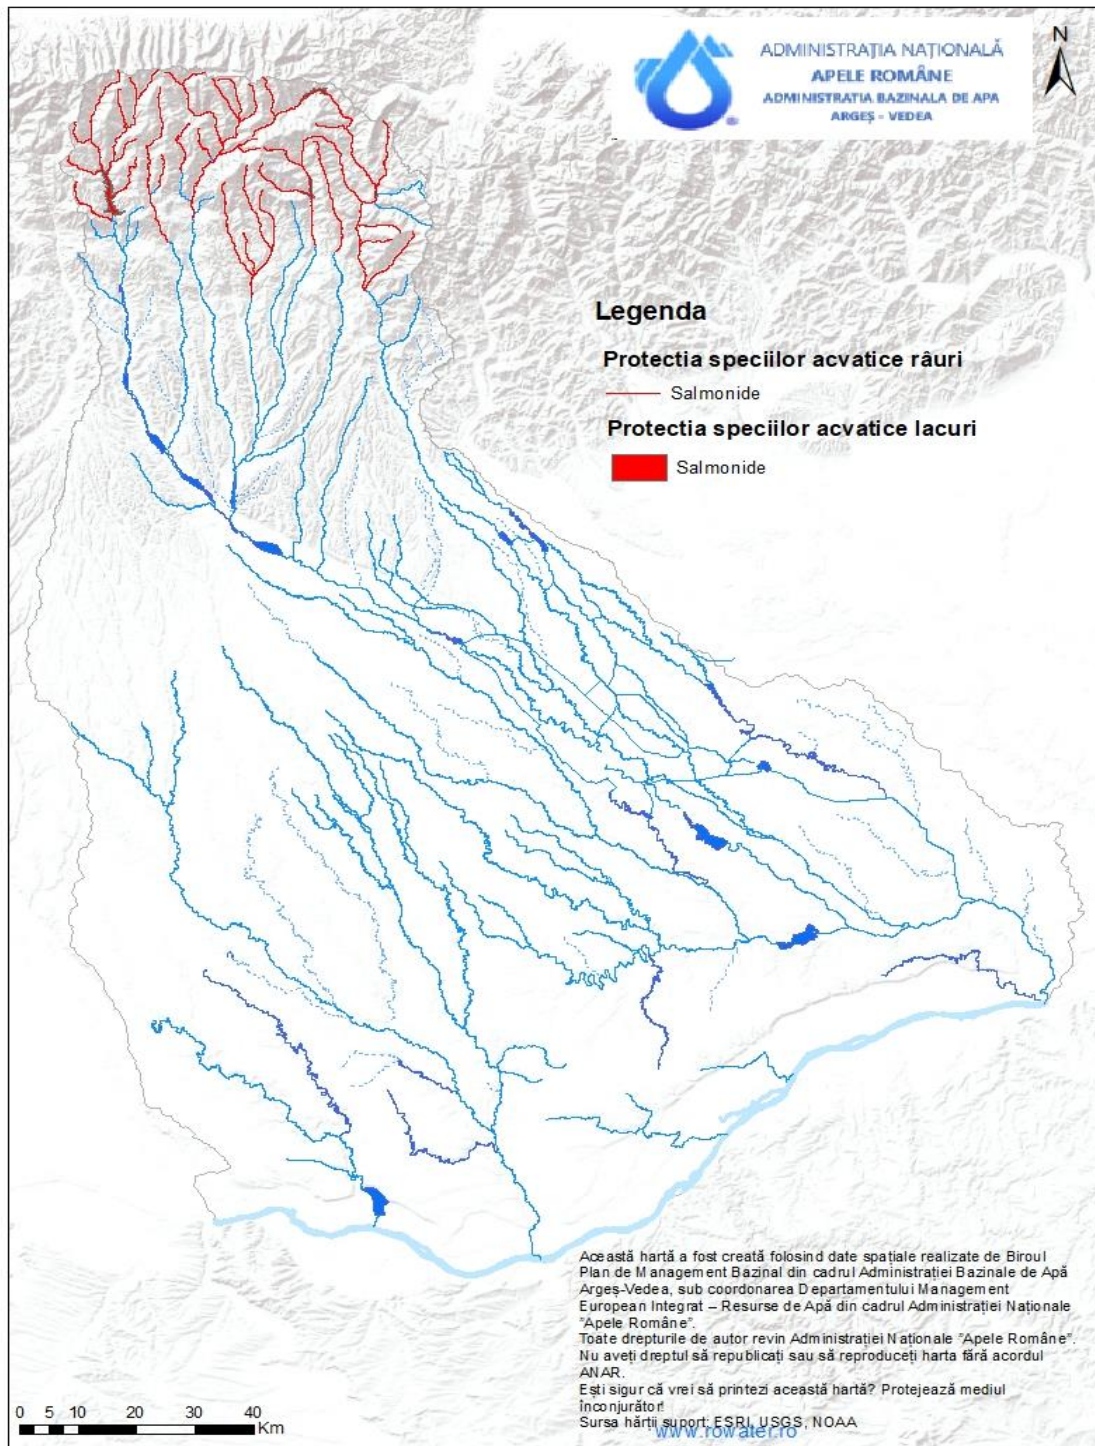 N
ADMINISTRAȚIA NAȚIONALĂ
APELE ROMÂNE
ADMINISTRATIA BAZINALA DE APA
ARGEȘ - VEDEA
Legenda
Protectia speciilor acvatice râuri
Salmonide
Protectia speciilor acvatice lacuri
Salmonide
Această hartă a fost creată folosind date spațiale realizate de Biroul
Plan de Management Bazinal din cadrul Administrației Bazinale de Apă
Argeș-Vedea, sub coordonarea Departamentului Management
European Integrat – Resurse de Apă din cadrul Administrației Naționale
"Apele Române".
Toate drepturile de autor revin Administrației Naționale "Apele Române".
Nu aveți dreptul să republicați sau să reproduceți harta fără acordul
ANAR.
Ești sigur că vrei să printezi această hartă? Protejează mediul
înconjurător!
Sursa hărții suport: ESRI, USGS, NOAA
www.rowater.ro
0 5 10 20 30 40
Km